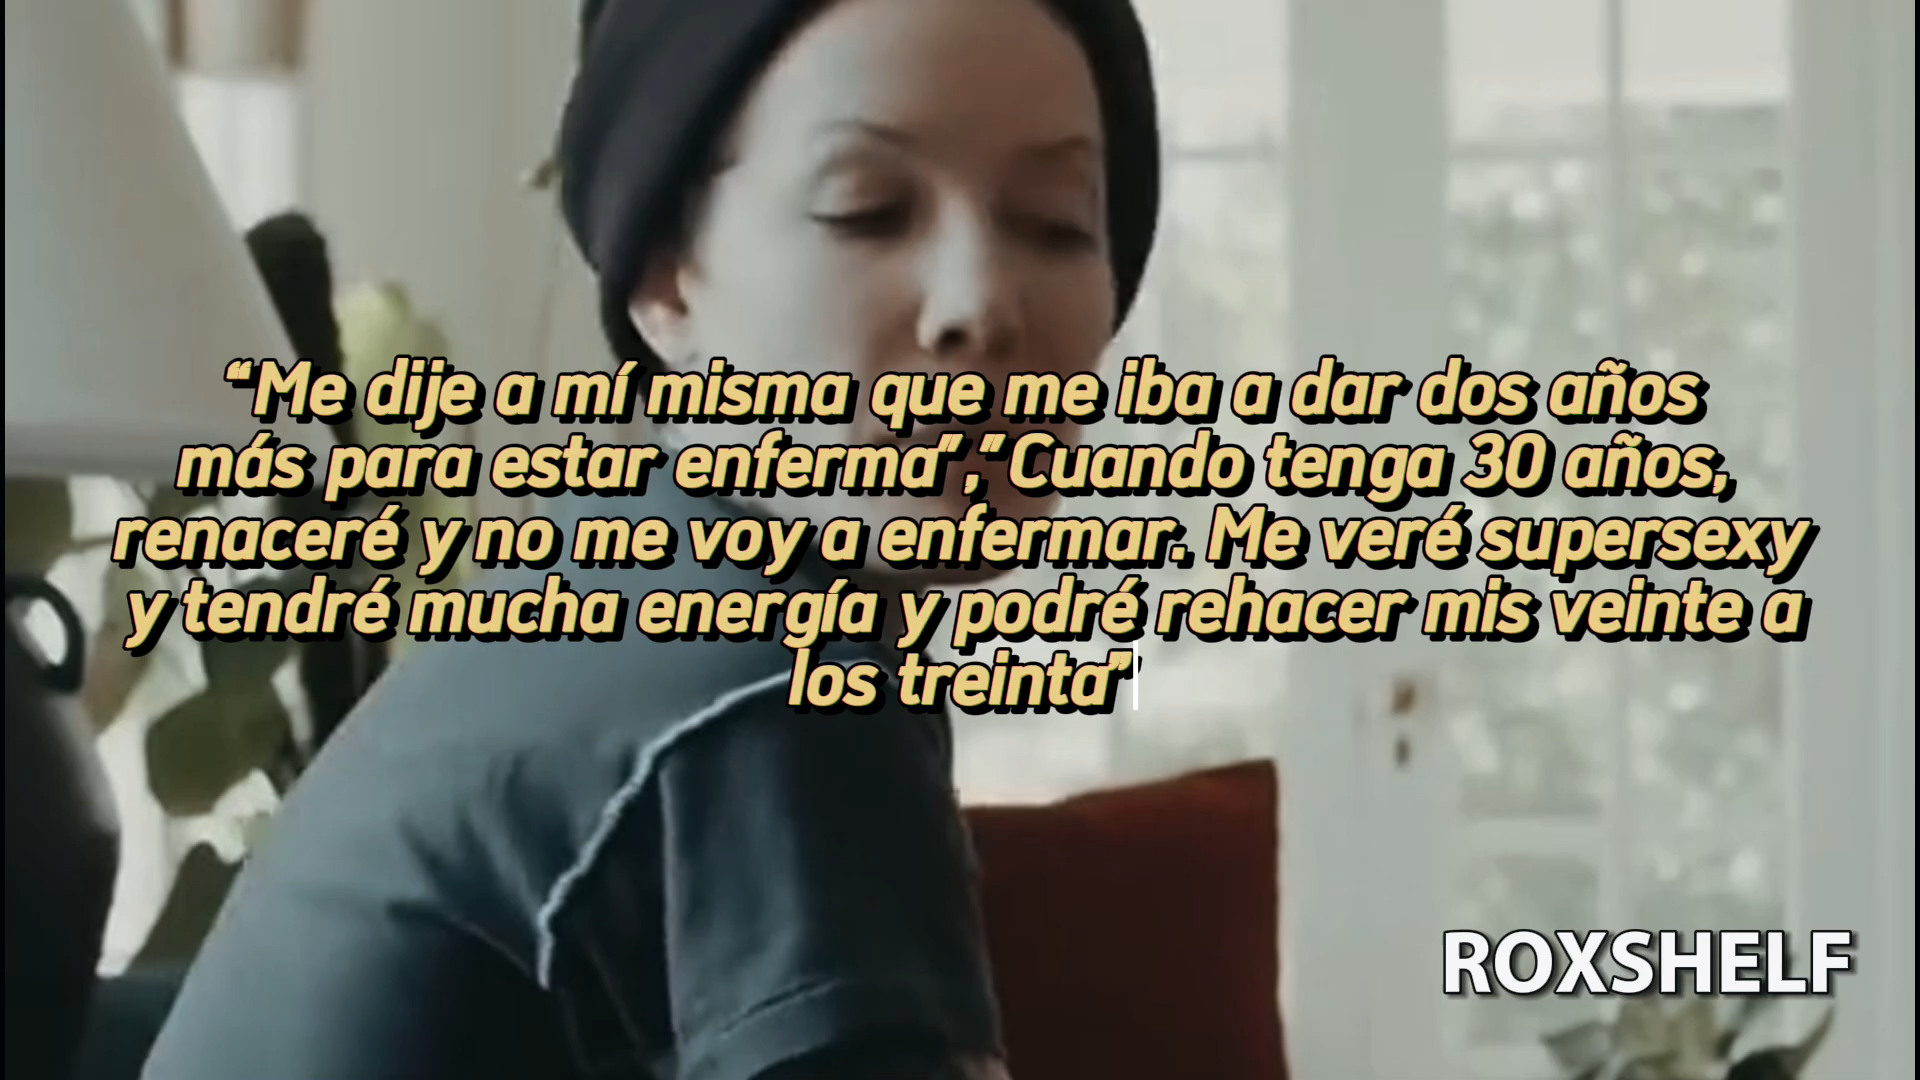 “Me dije a mí misma que me iba a dar dos años
más para estar enferma”,”Cuando tenga 30 años,
renaceré y no me voy a enfermar. Me veré supersexy
y tendré mucha energía y podré rehacer mis veinte a
los treinta”
ROXSHELF